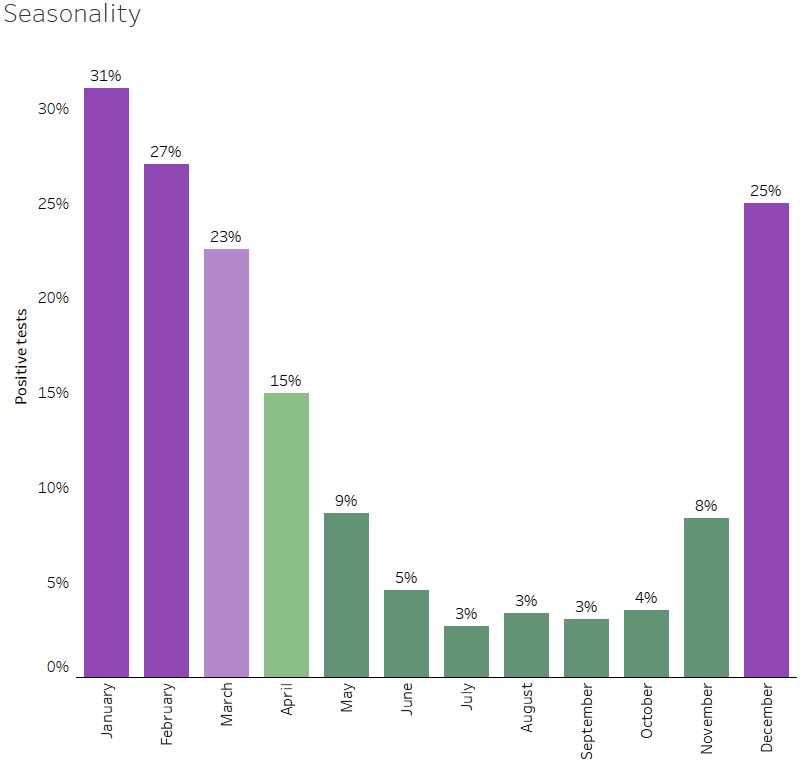 Seasonality
Positive tests
30%
25%
20%
15%
10%
5%
0%
31%
27%
23%
15%
9%
5%
3%
3%
3%
4%
8%
25%
January
February
March
April
May
June
July
August
September
October
November
December